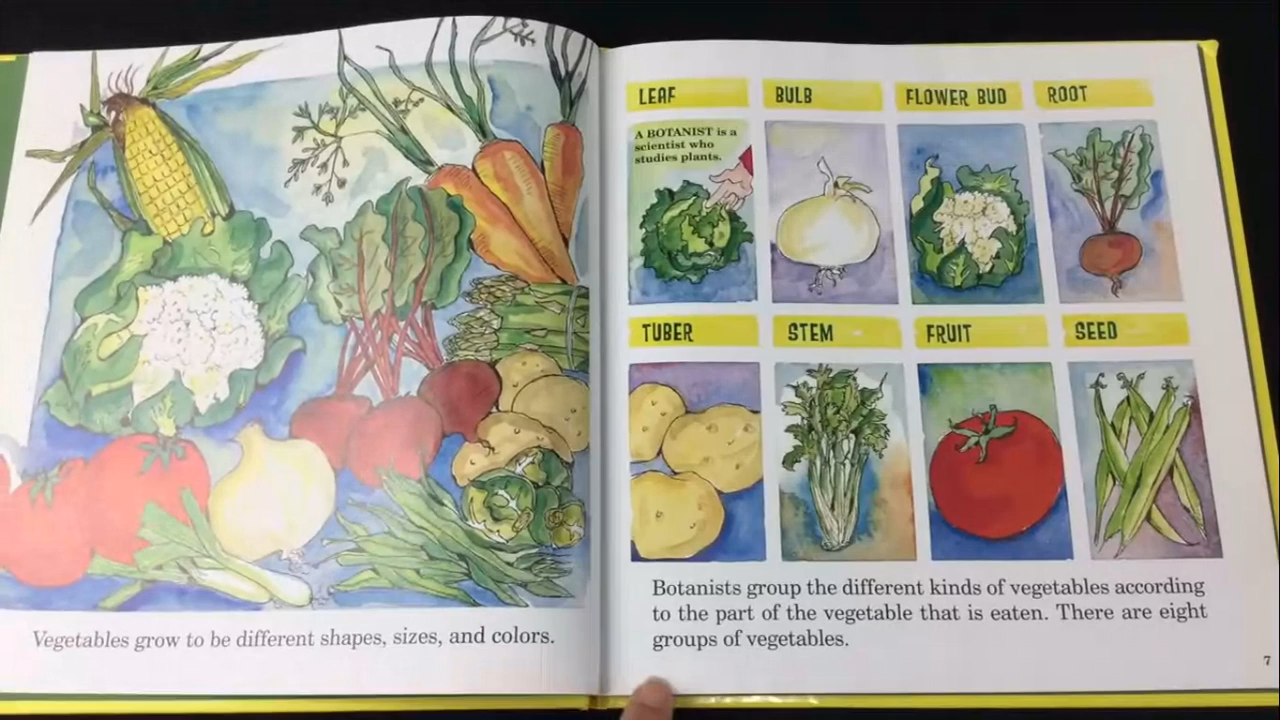 Vegetables grow to be different shapes, sizes, and colors.
LEAF
BULB
FLOWER BUD
ROOT
A BOTANIST is a
scientist who
studies plants.
TUBER
STEM
FRUIT
SEED
Botanists group the different kinds of vegetables according
to the part of the vegetable that is eaten. There are eight
groups of vegetables.
7